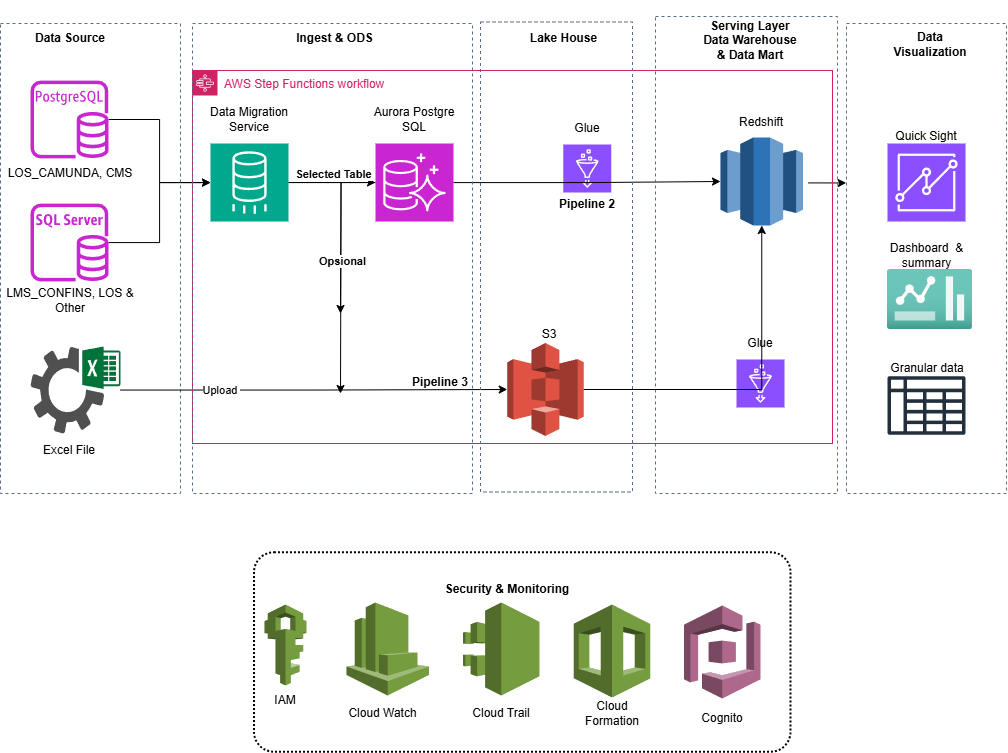 Data Source
Ingest & ODS
Lake House
Serving Layer
Data Warehouse
& Data Mart
Data
Visualization
AWS Step Functions workflow
PostgreSQL
LOS_CAMUNDA, CMS
SQL Server
LMS_CONFINS, LOS &
Other
X
Excel File
Data Migration
Service
Selected Table
Aurora Postgre
SQL
Opsional
Upload
Pipeline 3
Glue
Pipeline 2
S3
Redshift
Glue
Quick Sight
Dashboard &
summary
Granular data
Security & Monitoring
IAM
Cloud Watch
Cloud Trail
Cloud
Formation
Cognito